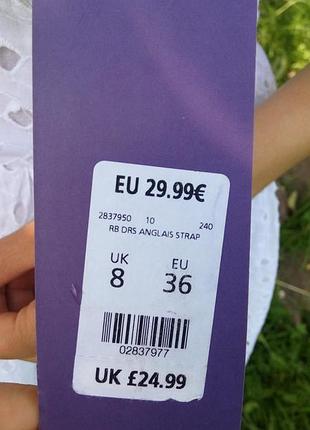 EU 29.99€
2837950 10 240
RB DRS ANGLAIS STRAP
UK EU
8 36
02837977
UK £24.99